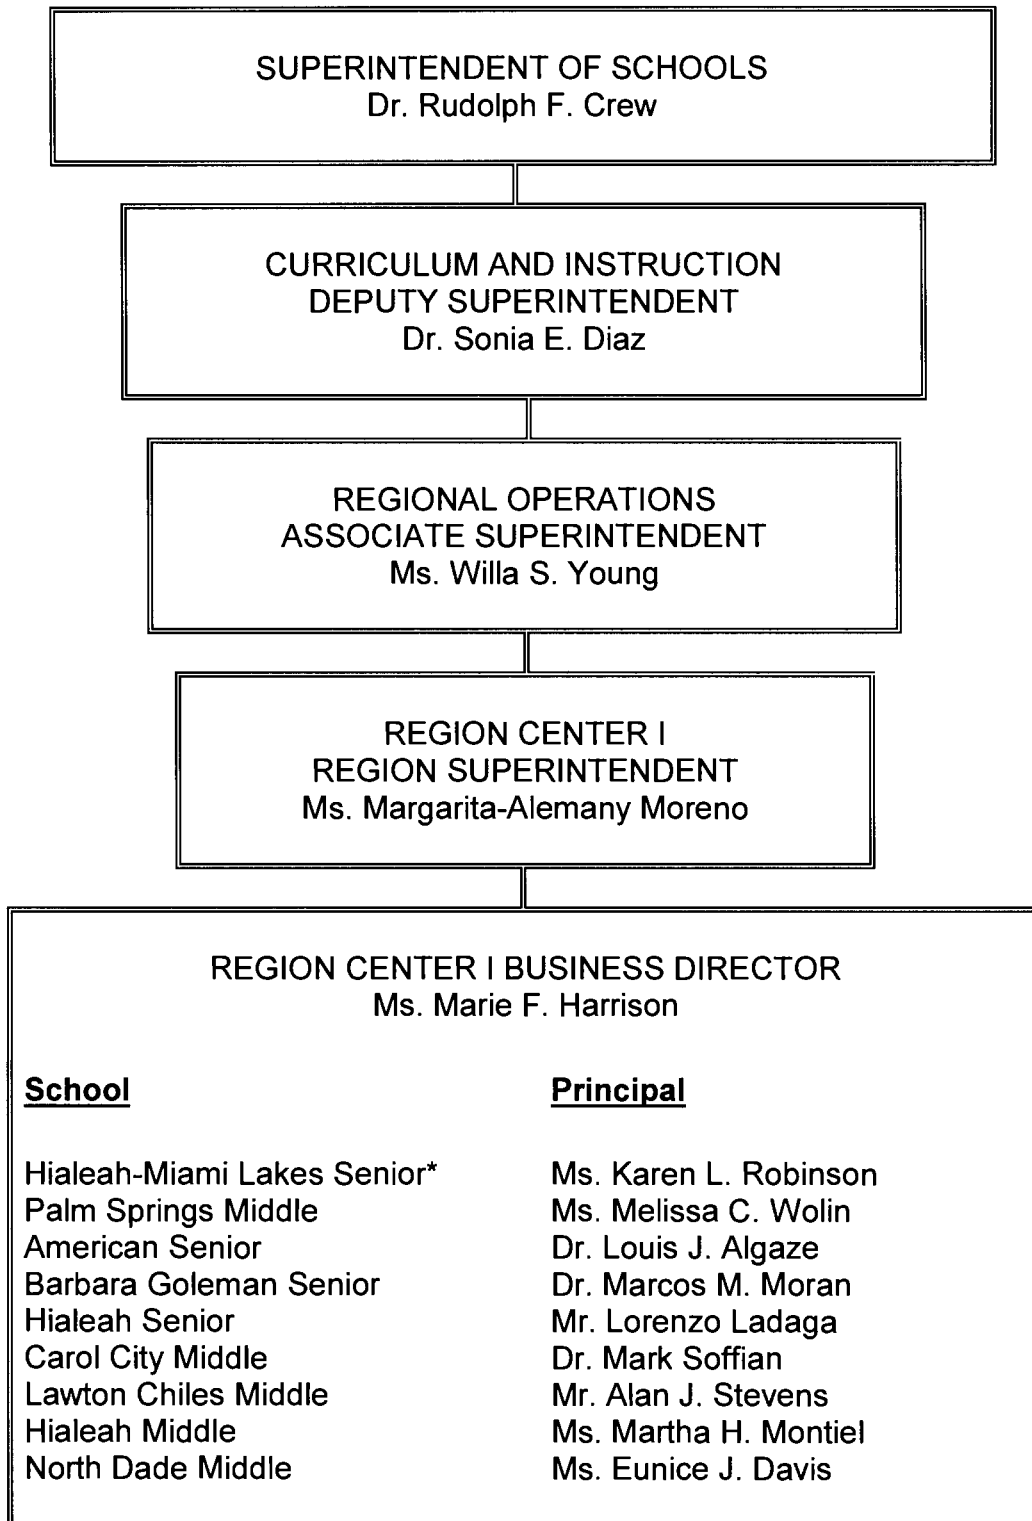 SUPERINTENDENT OF SCHOOLS
Dr. Rudolph F. Crew
CURRICULUM AND INSTRUCTION
DEPUTY SUPERINTENDENT
Dr. Sonia E. Diaz
REGIONAL OPERATIONS
ASSOCIATE SUPERINTENDENT
Ms. Willa S. Young
REGION CENTER I
REGION SUPERINTENDENT
Ms. Margarita-Alemany Moreno
REGION CENTER I BUSINESS DIRECTOR
Ms. Marie F. Harrison
School Principal
Hialeah-Miami Lakes Senior* Ms. Karen L. Robinson
Palm Springs Middle Ms. Melissa C. Wolin
American Senior Dr. Louis J. Algaze
Barbara Goleman Senior Dr. Marcos M. Moran
Hialeah Senior Mr. Lorenzo Ladaga
Carol City Middle Dr. Mark Soffian
Lawton Chiles Middle Mr. Alan J. Stevens
Hialeah Middle Ms. Martha H. Montiel
North Dade Middle Ms. Eunice J. Davis